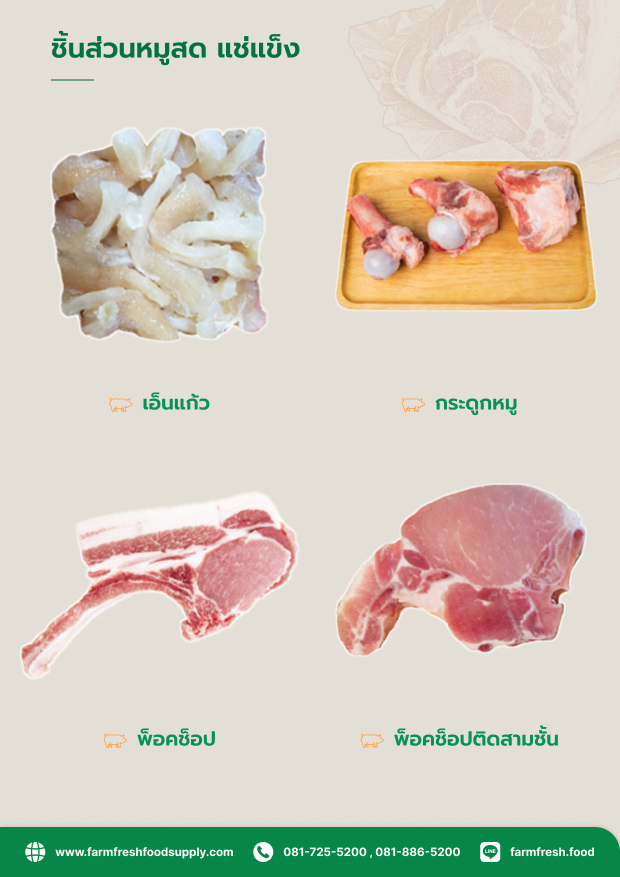 ชิ้นส่วนหมูสด แช่แข็ง
เอ็นแก้ว
กระดูกหมู
พ็อคช็อป
พ็อคช็อปติดสามชั้น
www.farmfreshfoodsupply.com
081-725-5200 , 081-886-5200
LINE
farmfresh.food